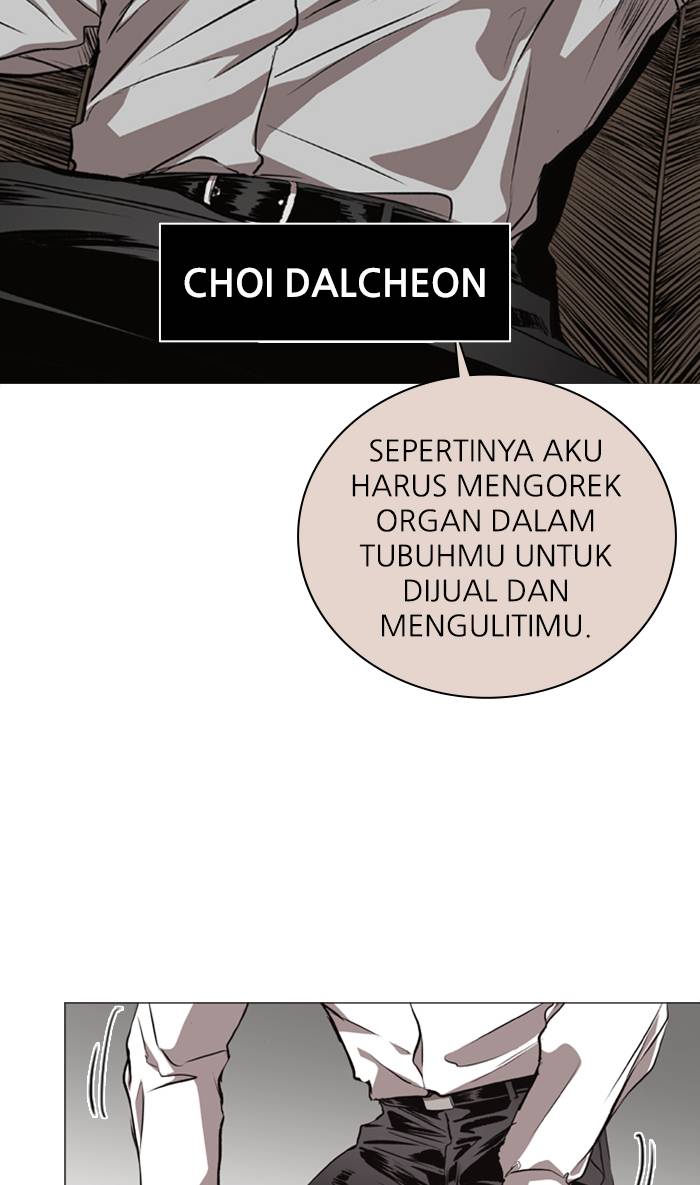 CHOI DALCHEON
SEPERTINYA AKU
HARUS MENGOREK
ORGAN DALAM
TUBUHMU UNTUK
DIJUAL DAN
MENGULITIMU.